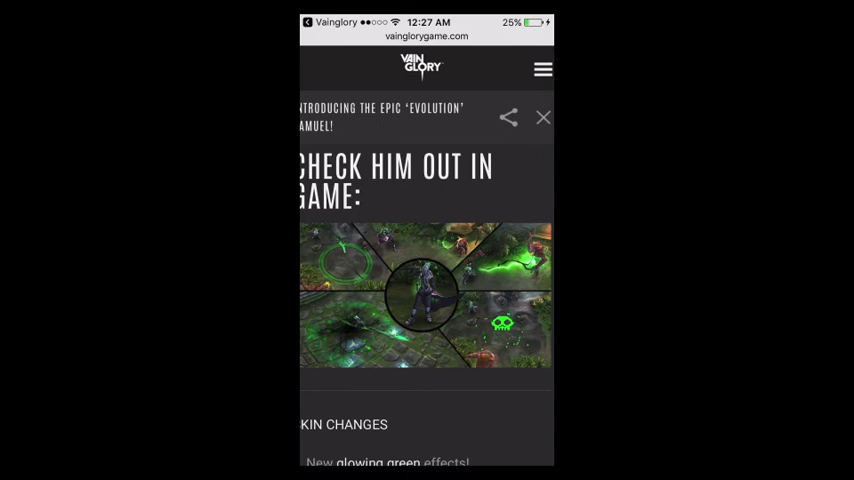 Vainglory 12:27 AM 25%
vainglorygame.com
VAIN
GLORY
NTRODUCING THE EPIC ‘EVOLUTION’
AMUEL!
CHECK HIM OUT IN
GAME:
KIN CHANGES
New glowing green effects!